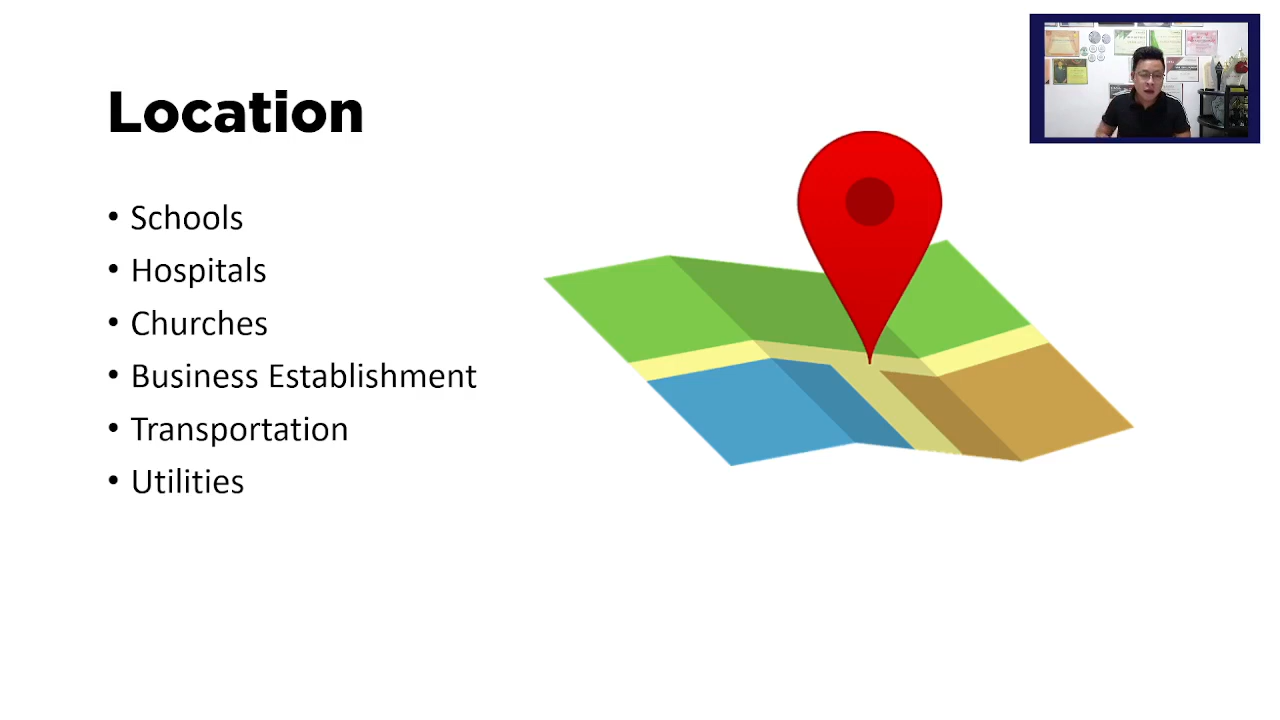 Location
• Schools
• Hospitals
• Churches
• Business Establishment
• Transportation
• Utilities